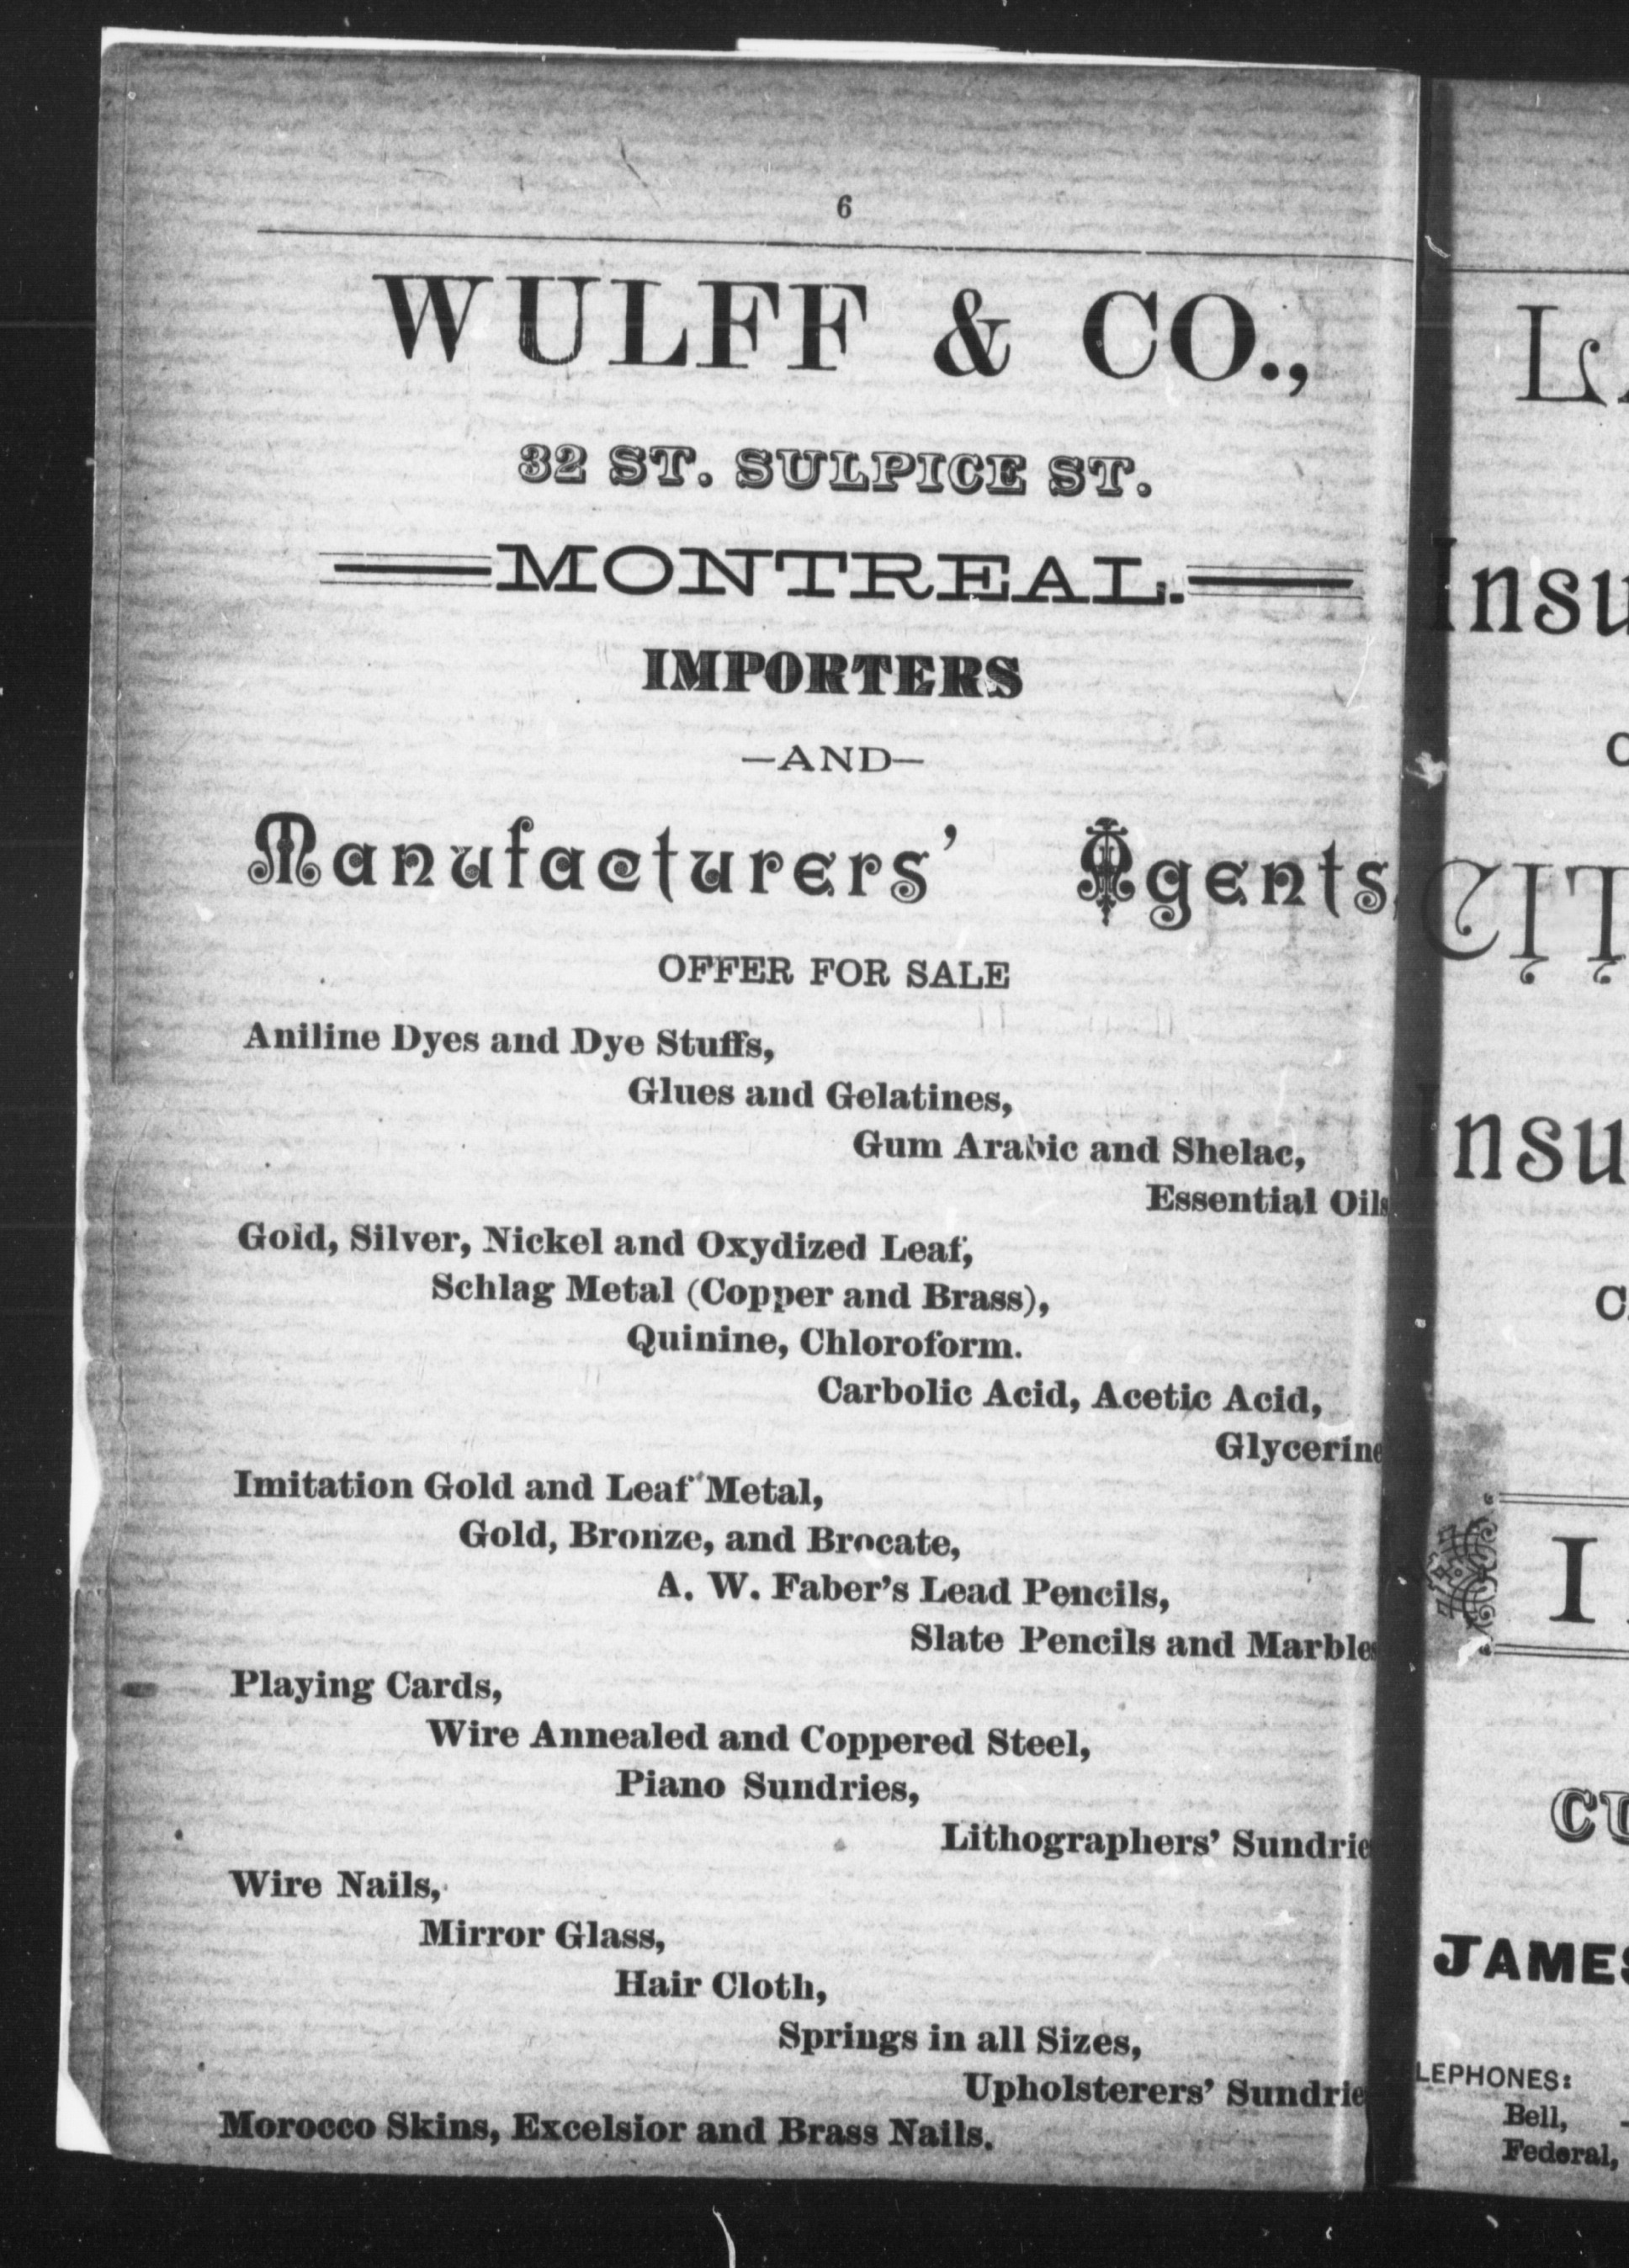 6
WULFF & CO.,
32 ST. SULPICE ST.
MONTREAL.
IMPORTERS
—AND—
Manufacturers' Agents,
OFFER FOR SALE
Aniline Dyes and Dye Stuffs,
Glues and Gelatines,
Gum Arabic and Shelac,
Essential Oils
Gold, Silver, Nickel and Oxydized Leaf,
Schlag Metal (Copper and Brass),
Quinine, Chloroform.
Carbolic Acid, Acetic Acid,
Glycerine
Imitation Gold and Leaf Metal,
Gold, Bronze, and Brocate,
A. W. Faber's Lead Pencils,
Slate Pencils and Marbles
Playing Cards,
Wire Annealed and Coppered Steel,
Piano Sundries,
Lithographers' Sundrie
Wire Nails,
Mirror Glass,
Hair Cloth,
Springs in all Sizes,
Upholsterers' Sundrie
Morocco Skins, Excelsior and Brass Nails.
Insu
CIT
Insu
CU
JAMES
LEPHONES:
Bell,
Federal,